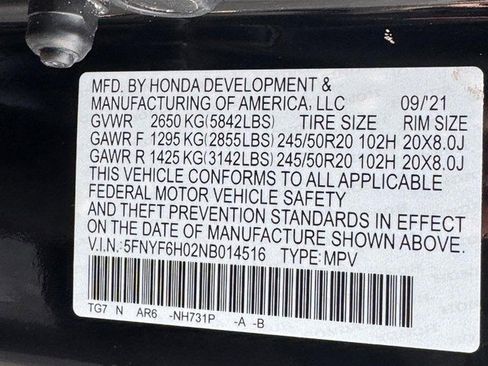 MFD. BY HONDA DEVELOPMENT &
MANUFACTURING OF AMERICA, LLC 09/'21
GVWR 2650 KG(5842LBS) TIRE SIZE RIM SIZE
GAWR F 1295 KG(2855LBS) 245/50R20 102H 20X8.0J
GAWR R 1425 KG(3142LBS) 245/50R20 102H 20X8.0J
THIS VEHICLE CONFORMS TO ALL APPLICABLE
FEDERAL MOTOR VEHICLE SAFETY
AND THEFT PREVENTION STANDARDS IN EFFECT
ON THE DATE OF MANUFACTURE SHOWN ABOVE.
V.I.N.:5FNYF6H02NB014516 TYPE:MPV
TG7 N AR6 -NH731P -A -B